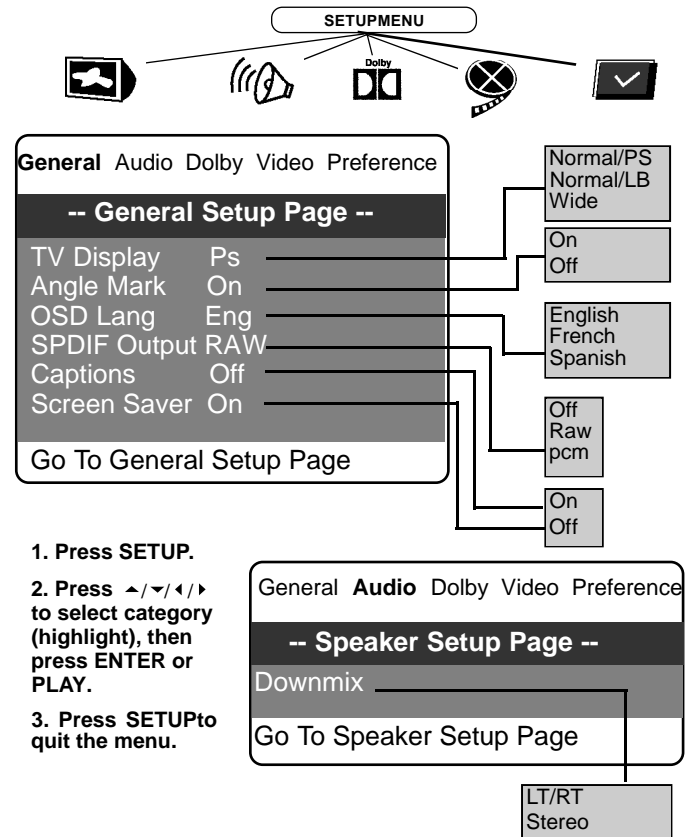 SETUPMENU
Dolby
General Audio Dolby Video Preference
-- General Setup Page --
TV Display Ps
Angle Mark On
OSD Lang Eng
SPDIF Output RAW
Captions Off
Screen Saver On
Go To General Setup Page
Normal/PS
Normal/LB
Wide
On
Off
English
French
Spanish
Off
Raw
pcm
On
Off
1. Press SETUP.
2. Press ▲/▼/◀/▶
to select category
(highlight), then
press ENTER or
PLAY.
3. Press SETUPto
quit the menu.
General Audio Dolby Video Preference
-- Speaker Setup Page --
Downmix
Go To Speaker Setup Page
LT/RT
Stereo